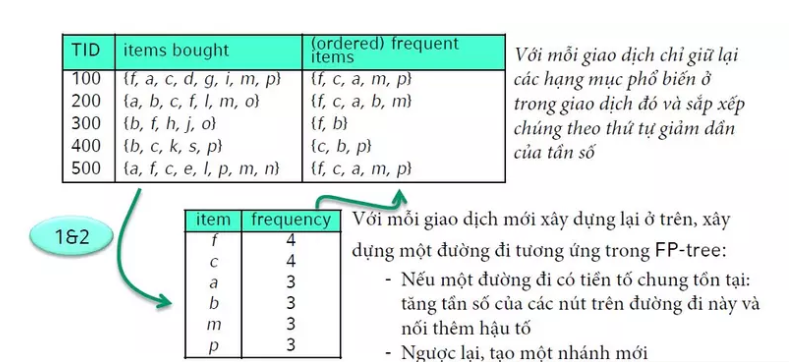 TID items bought (ordered) frequent items
100 {f, a, c, d, g, i, m, p} {f, c, a, m, p}
200 {a, b, c, f, l, m, o} {f, c, a, b, m}
300 {b, f, h, j, o} {f, b}
400 {b, c, k, s, p} {c, b, p}
500 {a, f, c, e, l, p, m, n} {f, c, a, m, p}
Với mỗi giao dịch chỉ giữ lại
các hạng mục phổ biến ở
trong giao dịch đó và sắp xếp
chúng theo thứ tự giảm dần
của tần số
1&2
item frequency
f 4
c 4
a 3
b 3
m 3
p 3
Với mỗi giao dịch mới xây dựng lại ở trên, xây
dựng một đường đi tương ứng trong FP-tree:
- Nếu một đường đi có tiền tố chung tồn tại:
tăng tần số của các nút trên đường đi này và
nối thêm hậu tố
- Ngược lại, tạo một nhánh mới